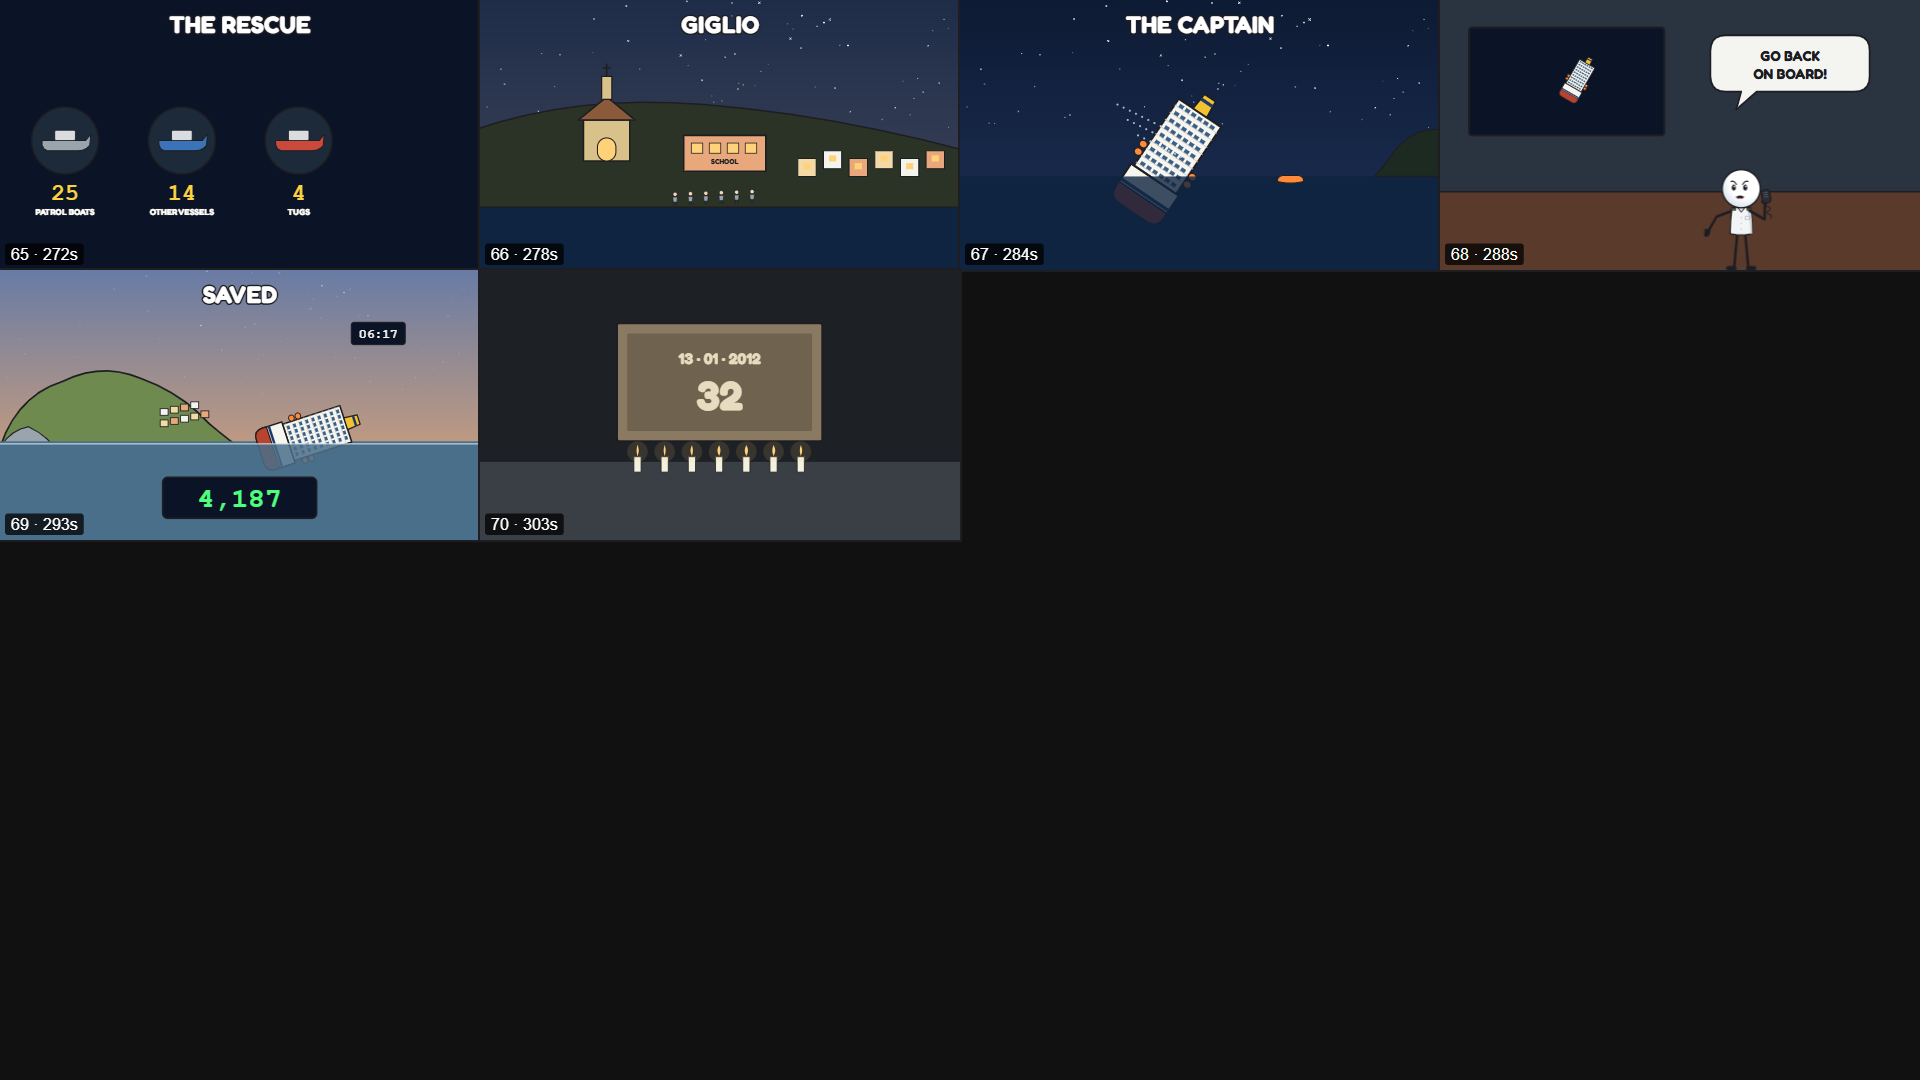 THE RESCUE
25
14
4
PATROL BOATS
OTHER VESSELS
TUGS
65 · 272s
GIGLIO
SCHOOL
66 · 278s
THE CAPTAIN
67 · 284s
GO BACK
ON BOARD!
68 · 288s
SAVED
06:17
4,187
69 · 293s
13 · 01 · 2012
32
70 · 303s